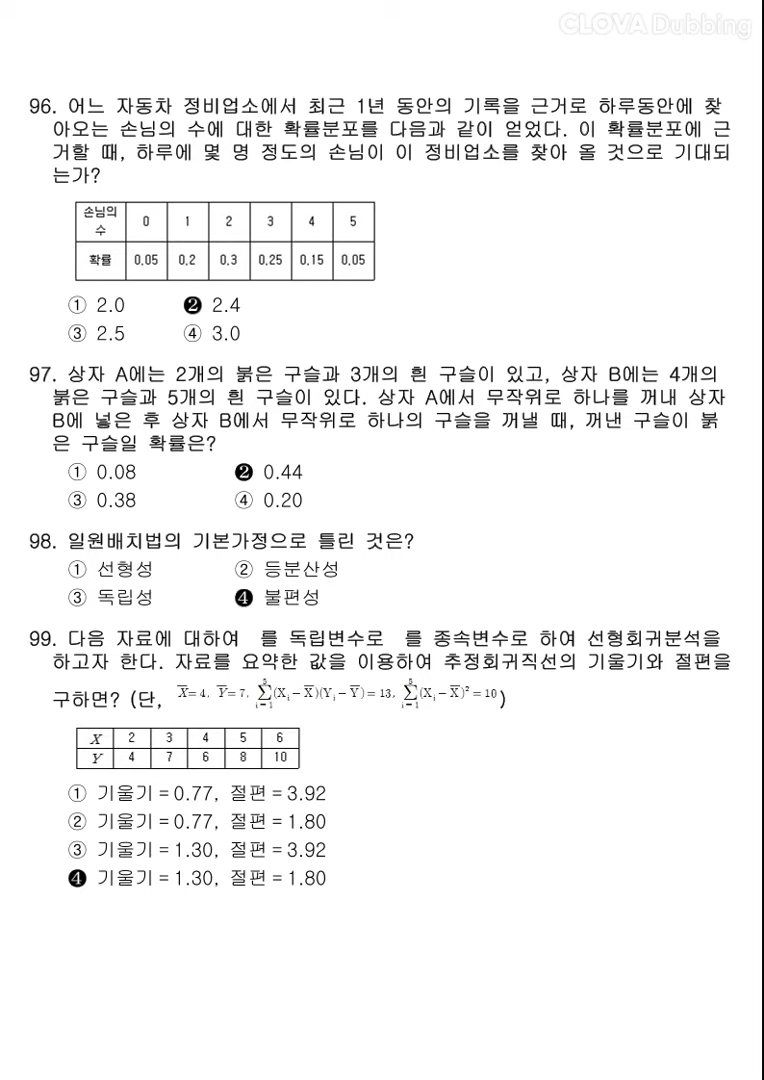 CLOVA Dubbing
96. 어느 자동차 정비업소에서 최근 1년 동안의 기록을 근거로 하루동안에 찾
아오는 손님의 수에 대한 확률분포를 다음과 같이 얻었다. 이 확률분포에 근
거할 때, 하루에 몇 명 정도의 손님이 이 정비업소를 찾아 올 것으로 기대되
는가?
손님의 수 0 1 2 3 4 5
확률 0.05 0.2 0.3 0.25 0.15 0.05
① 2.0 ❷ 2.4
③ 2.5 ④ 3.0
97. 상자 A에는 2개의 붉은 구슬과 3개의 흰 구슬이 있고, 상자 B에는 4개의
붉은 구슬과 5개의 흰 구슬이 있다. 상자 A에서 무작위로 하나를 꺼내 상자
B에 넣은 후 상자 B에서 무작위로 하나의 구슬을 꺼낼 때, 꺼낸 구슬이 붉
은 구슬일 확률은?
① 0.08 ❷ 0.44
③ 0.38 ④ 0.20
98. 일원배치법의 기본가정으로 틀린 것은?
① 선형성 ② 등분산성
③ 독립성 ❹ 불편성
99. 다음 자료에 대하여 를 독립변수로 를 종속변수로 하여 선형회귀분석을
하고자 한다. 자료를 요약한 값을 이용하여 추정회귀직선의 기울기와 절편을
구하면? (단, X̅=4, Y̅=7, ∑_{i=1}^{5}(X_i−X̅)(Y_i−Y̅)=13, ∑_{i=1}^{5}(X_i−X̅)²=10)
X 2 3 4 5 6
Y 4 7 6 8 10
① 기울기=0.77, 절편=3.92
② 기울기=0.77, 절편=1.80
③ 기울기=1.30, 절편=3.92
❹ 기울기=1.30, 절편=1.80